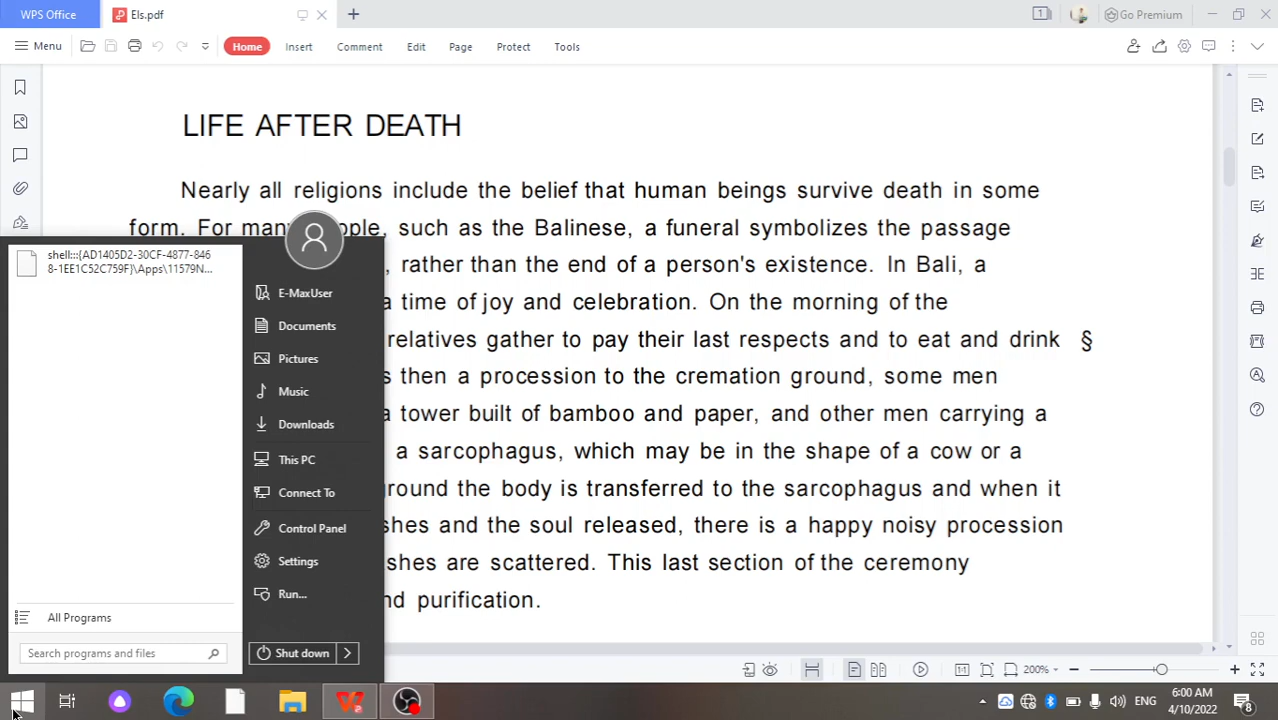 WPS Office
Els.pdf
1
Go Premium
Menu
Home
Insert
Comment
Edit
Page
Protect
Tools
LIFE AFTER DEATH
Nearly all religions include the belief that human beings survive death in some
form. For many people, such as the Balinese, a funeral symbolizes the passage
, rather than the end of a person's existence. In Bali, a
a time of joy and celebration. On the morning of the
relatives gather to pay their last respects and to eat and drink §
s then a procession to the cremation ground, some men
a tower built of bamboo and paper, and other men carrying a
a sarcophagus, which may be in the shape of a cow or a
ground the body is transferred to the sarcophagus and when it
shes and the soul released, there is a happy noisy procession
shes are scattered. This last section of the ceremony
nd purification.
shell:::{AD1405D2-30CF-4877-846
8-1EE1C52C759F}\Apps\11579N...
E-MaxUser
Documents
Pictures
Music
Downloads
This PC
Connect To
Control Panel
Settings
Run...
All Programs
Search programs and files
Shut down
200%
ENG
6:00 AM
4/10/2022
8